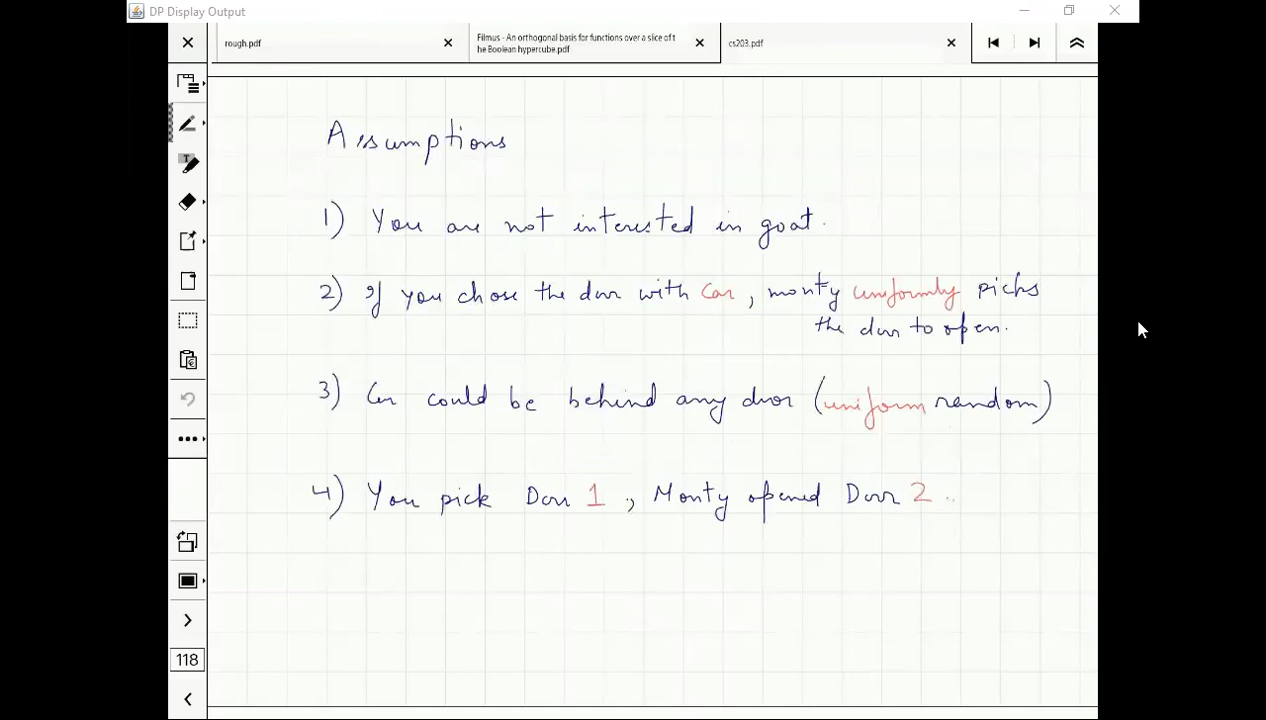 DP Display Output
rough.pdf
Filmus - An orthogonal basis for functions over a slice of t
he Boolean hypercube.pdf
cs203.pdf
Assumptions
1) You are not interested in goat.
2) If you chose the door with car, monty uniformly picks
the door to open.
3) Car could be behind any door (uniform random)
4) You pick Door 1, Monty opened Door 2.
118